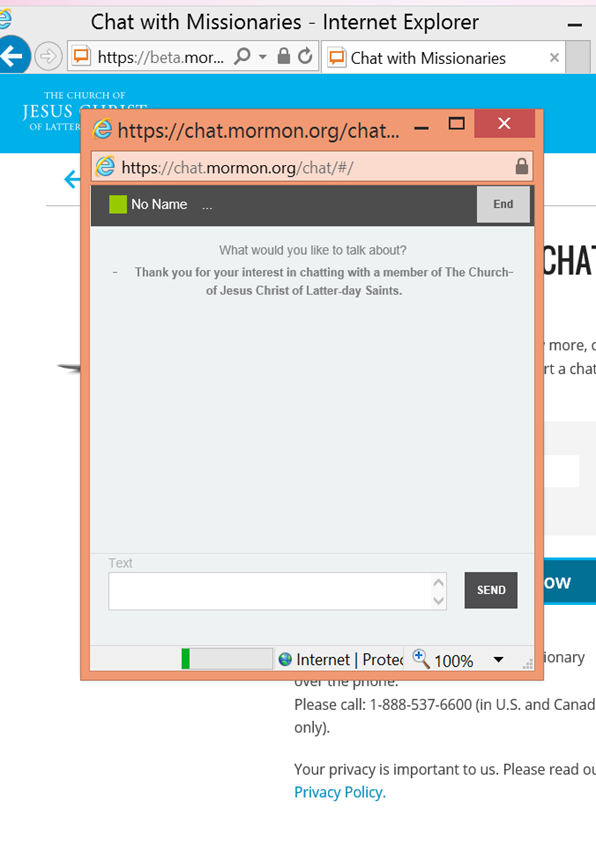 Chat with Missionaries - Internet Explorer
https://beta.mor...
Chat with Missionaries
THE CHURCH OF
JESUS CHRIST
OF LATTER
https://chat.mormon.org/chat...
https://chat.mormon.org/chat/#/
No Name ...
End
What would you like to talk about?
- Thank you for your interest in chatting with a member of The Church-
of Jesus Christ of Latter-day Saints.
CHA
more, c
rt a chat
Text
SEND
ow
Internet | Protec
100%
ionary
over the phone.
Please call: 1-888-537-6600 (in U.S. and Canad
only).
Your privacy is important to us. Please read ou
Privacy Policy.